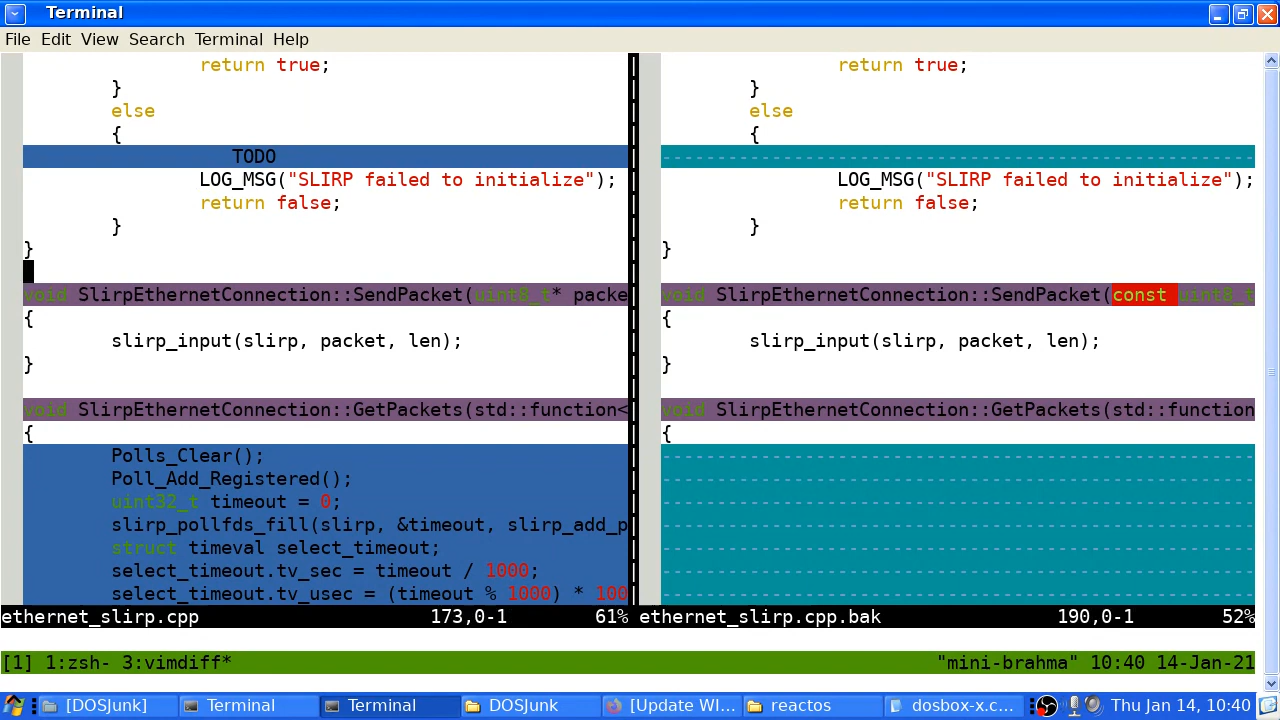 Terminal
File Edit View Search Terminal Help
return true; return true;
} }
else else
{ {
TODO
LOG_MSG("SLIRP failed to initialize"); LOG_MSG("SLIRP failed to initialize");
return false; return false;
} }
} }
void SlirpEthernetConnection::SendPacket(uint8_t* packe void SlirpEthernetConnection::SendPacket(const uint8_t
{ {
slirp_input(slirp, packet, len); slirp_input(slirp, packet, len);
} }
void SlirpEthernetConnection::GetPackets(std::function< void SlirpEthernetConnection::GetPackets(std::function
{ {
Polls_Clear();
Poll_Add_Registered();
uint32_t timeout = 0;
slirp_pollfds_fill(slirp, &timeout, slirp_add_p
struct timeval select_timeout;
select_timeout.tv_sec = timeout / 1000;
select_timeout.tv_usec = (timeout % 1000) * 100
ethernet_slirp.cpp 173,0-1 61% ethernet_slirp.cpp.bak 190,0-1 52%
[1] 1:zsh- 3:vimdiff* "mini-brahma" 10:40 14-Jan-21
[DOSJunk] Terminal Terminal DOSJunk [Update WI... reactos dosbox-x.c... Thu Jan 14, 10:40